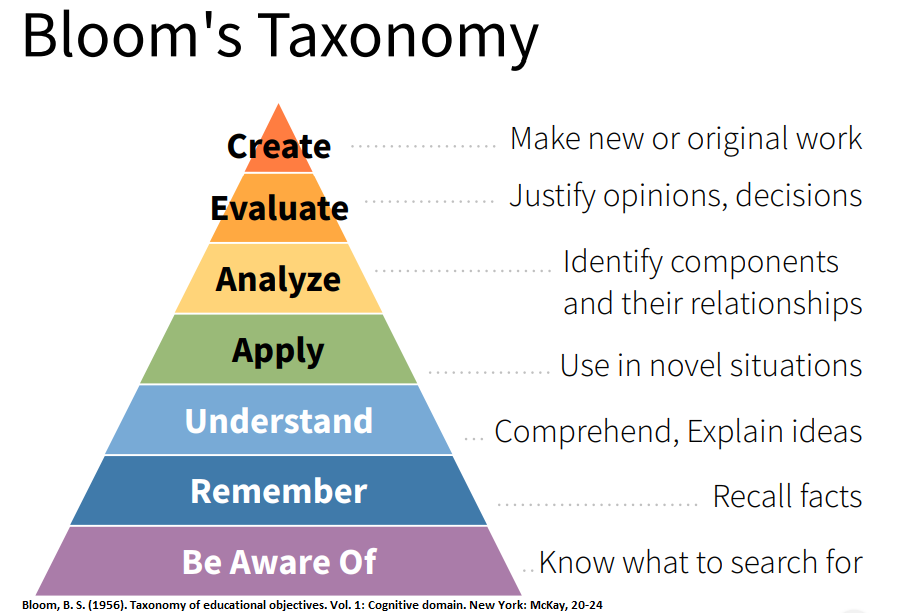 Bloom's Taxonomy
Create
Make new or original work
Evaluate
Justify opinions, decisions
Analyze
Identify components
and their relationships
Apply
Use in novel situations
Understand
Comprehend, Explain ideas
Remember
Recall facts
Be Aware Of
Know what to search for
Bloom, B. S. (1956). Taxonomy of educational objectives. Vol. 1: Cognitive domain. New York: McKay, 20-24